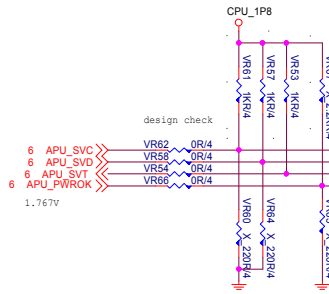 CPU_1P8
VR61
1KR/4
VR57
1KR/4
VR53
1KR/4
design check
6 APU_SVC
VR62
0R/4
6 APU_SVD
VR58
0R/4
6 APU_SVT
VR54
0R/4
6 APU_PWROK
VR66
0R/4
1.767V
VR60
X_220R/4
VR64
X_220R/4